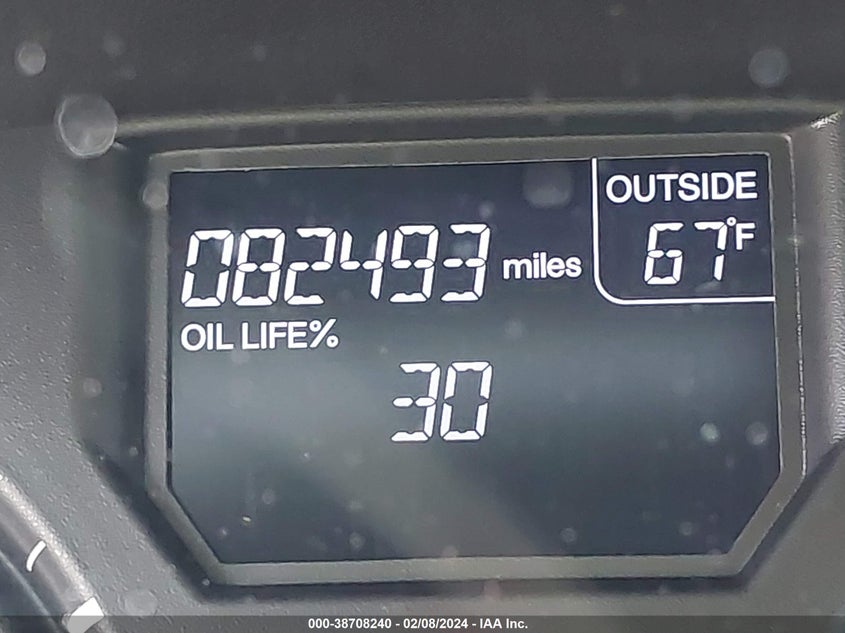 OUTSIDE
67°F
082493 miles
OIL LIFE%
30
000-38708240 - 02/08/2024 - IAA Inc.